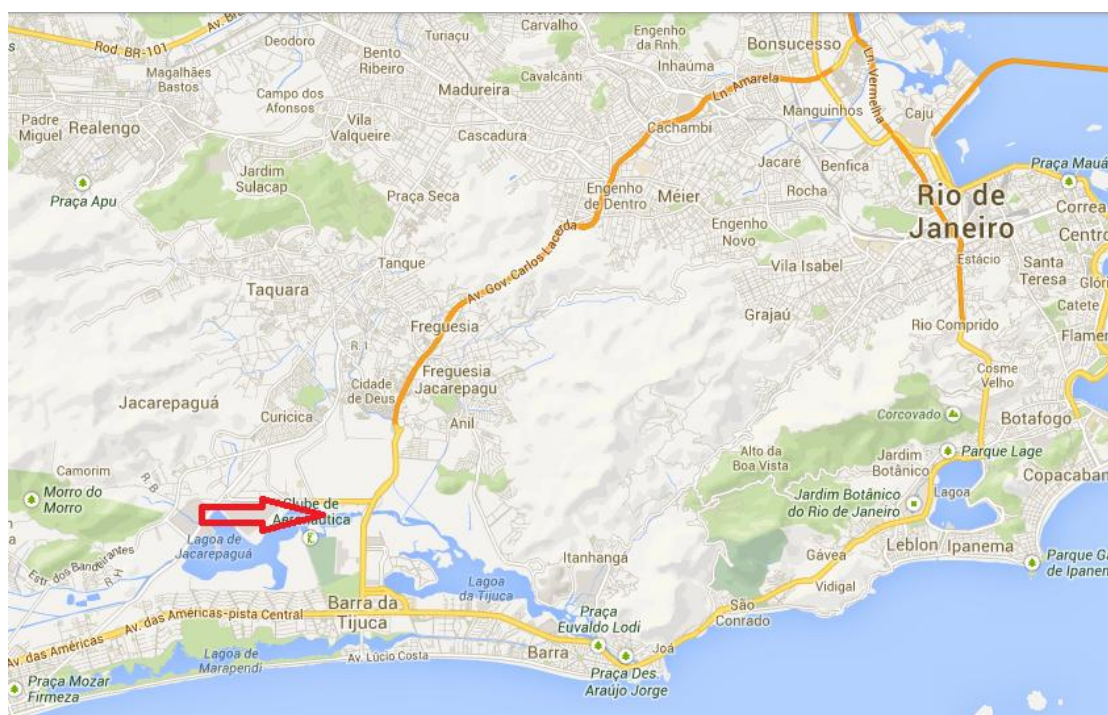 Rod. BR-101
Deodoro
Turiaçu
Carvalho
Engenho
da Rnh.
Bonsucesso
Bento
Ribeiro
Inhaúma
Magalhães
Bastos
Cavalcânti
Ln. Amarela
Ln. Vermelha
Campo dos
Afonsos
Madureira
Manguinhos
Caju
Padre
Miguel
Realengo
Vila
Valqueire
Cascadura
Cachambi
Jacaré
Benfica
Praça Mauá
Jardim
Sulacap
Praça Apu
Praça Seca
Engenho
de Dentro
Méier
Rocha
Rio de
Janeiro
Correa
Centro
Engenho
Novo
Av. Gov. Carlos Lacerda
Tanque
Vila Isabel
Estácio
Santa
Teresa
Glóri
Catete
Taquara
Freguesia
Grajaú
Rio Comprido
Flamen
R. I
Freguesia
Jacarepagu
Cosme
Velho
Cidade
de Deus
Jacarepaguá
Curicica
Anil
Corcovado
Botafogo
Alto da
Boa Vista
Jardim
Botânico
Parque Lage
Camorim
R. B
Copacaban
Morro do
Morro
Clube de
Aeronáutica
Jardim Botânico
do Rio de Janeiro
Lagoa
Lagoa de
Jacarepaguá
Estr. dos Bandeirantes
R. H
Itanhanga
Leblon
Ipanema
Gávea
Parque Ga
de Ipanem
Lagoa
da Tijuca
Vidigal
São
Conrado
Barra da
Tijuca
Praça
Euvaldo Lodi
Av. das Américas-pista Central
Av. das Américas
Joá
Barra
Lagoa de
Marapendi
Av. Lúcio Costa
Praça Des.
Araújo Jorge
Praça Mozar
Firmeza